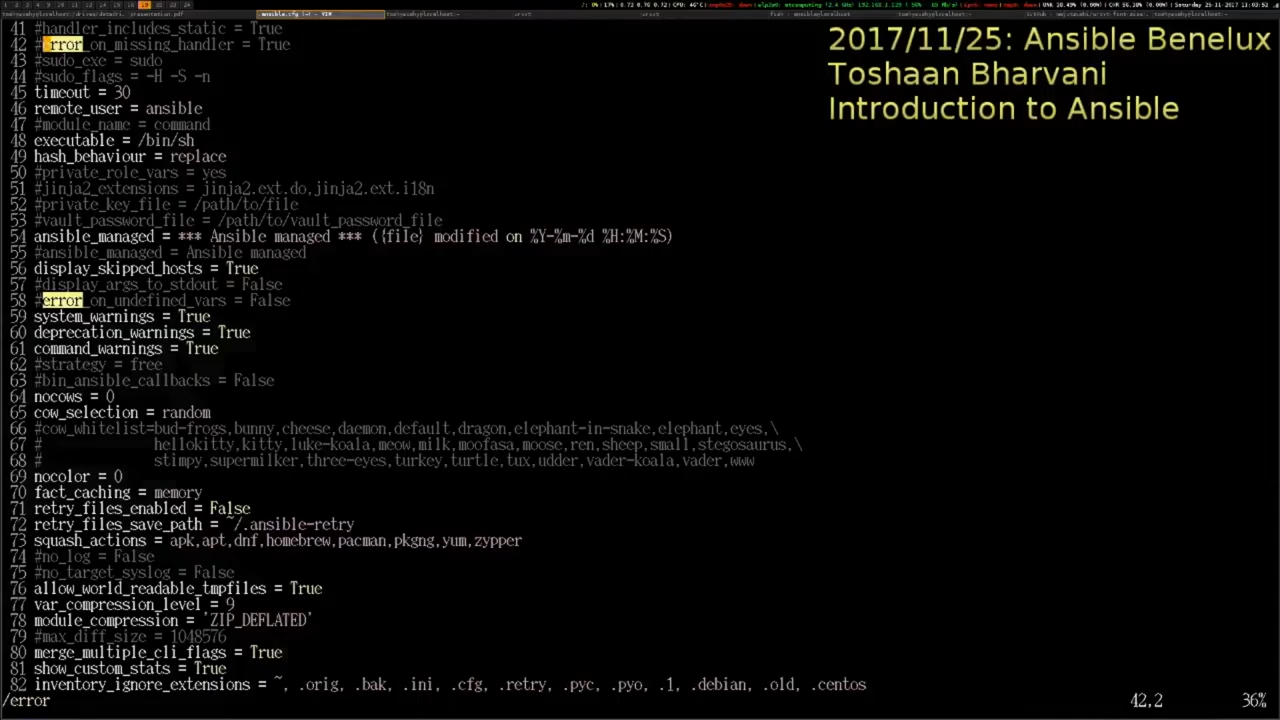 ansible.cfg (~) - VIM
Saturday 25-11-2017 13:03:52
2017/11/25: Ansible Benelux
Toshaan Bharvani
Introduction to Ansible
41 #handler_includes_static = True
42 #error_on_missing_handler = True
43 #sudo_exe = sudo
44 #sudo_flags = -H -S -n
45 timeout = 30
46 remote_user = ansible
47 #module_name = command
48 executable = /bin/sh
49 hash_behaviour = replace
50 #private_role_vars = yes
51 #jinja2_extensions = jinja2.ext.do,jinja2.ext.i18n
52 #private_key_file = /path/to/file
53 #vault_password_file = /path/to/vault_password_file
54 ansible_managed = *** Ansible managed *** ({file} modified on %Y-%m-%d %H:%M:%S)
55 #ansible_managed = Ansible managed
56 display_skipped_hosts = True
57 #display_args_to_stdout = False
58 #error_on_undefined_vars = False
59 system_warnings = True
60 deprecation_warnings = True
61 command_warnings = True
62 #strategy = free
63 #bin_ansible_callbacks = False
64 nocows = 0
65 cow_selection = random
66 #cow_whitelist=bud-frogs,bunny,cheese,daemon,default,dragon,elephant-in-snake,elephant,eyes,\
67 #              hellokitty,kitty,luke-koala,meow,milk,moofasa,moose,ren,sheep,small,stegosaurus,\
68 #              stimpy,supermilker,three-eyes,turkey,turtle,tux,udder,vader-koala,vader,www
69 nocolor = 0
70 fact_caching = memory
71 retry_files_enabled = False
72 retry_files_save_path = ~/.ansible-retry
73 squash_actions = apk,apt,dnf,homebrew,pacman,pkgng,yum,zypper
74 #no_log = False
75 #no_target_syslog = False
76 allow_world_readable_tmpfiles = True
77 var_compression_level = 9
78 module_compression = 'ZIP_DEFLATED'
79 #max_diff_size = 1048576
80 merge_multiple_cli_flags = True
81 show_custom_stats = True
82 inventory_ignore_extensions = ~, .orig, .bak, .ini, .cfg, .retry, .pyc, .pyo, .1, .debian, .old, .centos
/error 42,2 36%